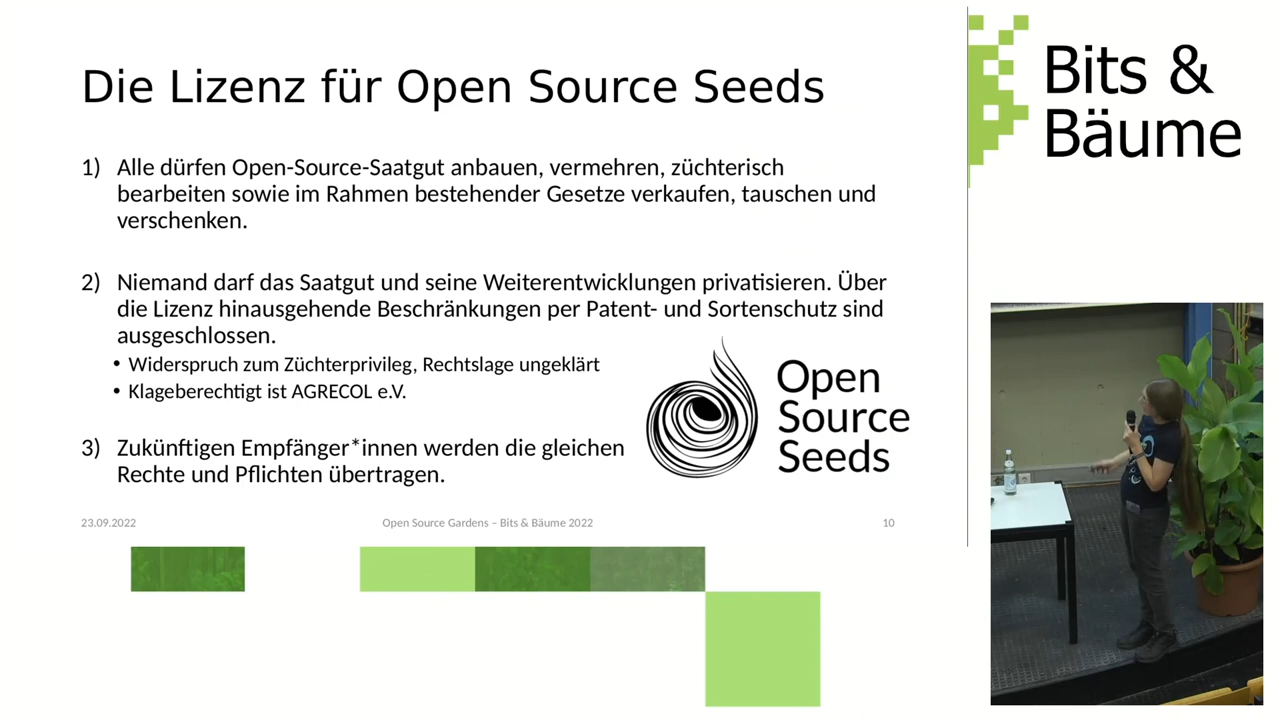 Die Lizenz für Open Source Seeds
1) Alle dürfen Open-Source-Saatgut anbauen, vermehren, züchterisch
bearbeiten sowie im Rahmen bestehender Gesetze verkaufen, tauschen und
verschenken.
2) Niemand darf das Saatgut und seine Weiterentwicklungen privatisieren. Über
die Lizenz hinausgehende Beschränkungen per Patent- und Sortenschutz sind
ausgeschlossen.
• Widerspruch zum Züchterprivileg, Rechtslage ungeklärt
• Klageberechtigt ist AGRECOL e.V.
3) Zukünftigen Empfänger*innen werden die gleichen
Rechte und Pflichten übertragen.
Open
Source
Seeds
23.09.2022 Open Source Gardens – Bits & Bäume 2022 10
Bits &
Bäume